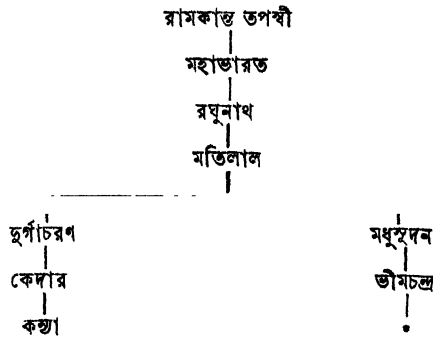 রামকান্ত তপস্বী
মহাভারত
রঘুনাথ
মতিলাল
দুর্গাচরণ মধুসূদন
কেদার ভীমচন্দ্র
কন্যা